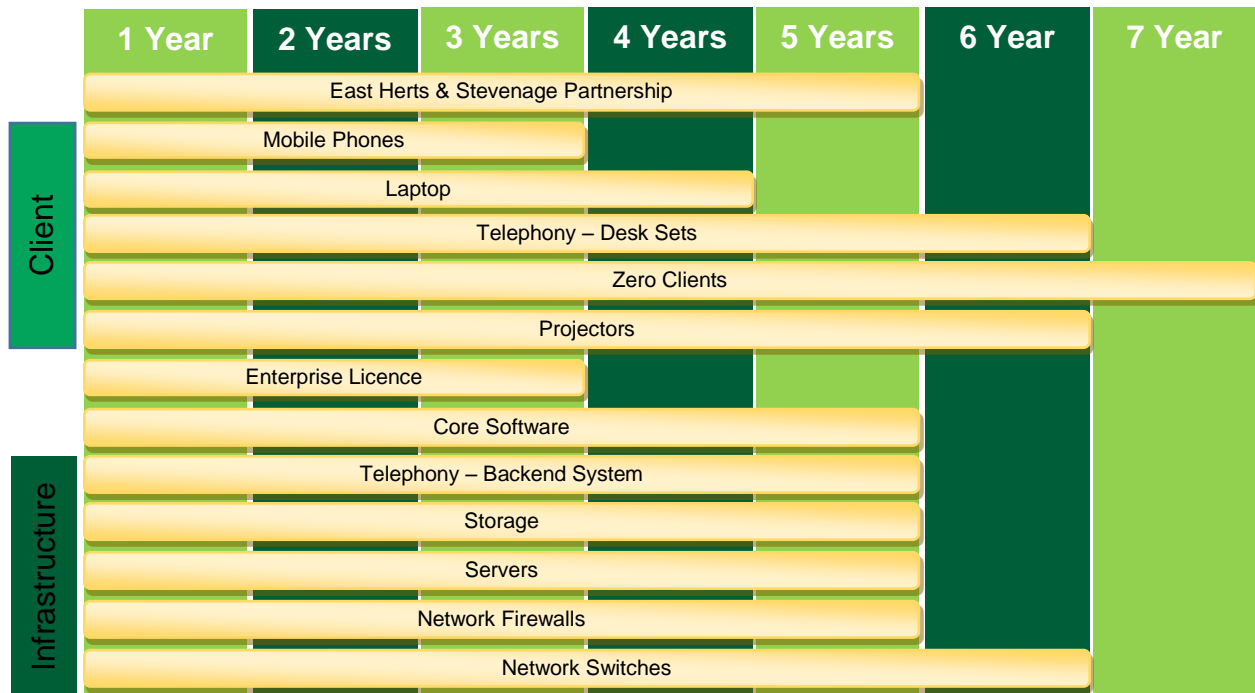 1 Year 2 Years 3 Years 4 Years 5 Years 6 Year 7 Year
East Herts & Stevenage Partnership
Client
Mobile Phones
Laptop
Telephony – Desk Sets
Zero Clients
Projectors
Enterprise Licence
Core Software
Infrastructure
Telephony – Backend System
Storage
Servers
Network Firewalls
Network Switches